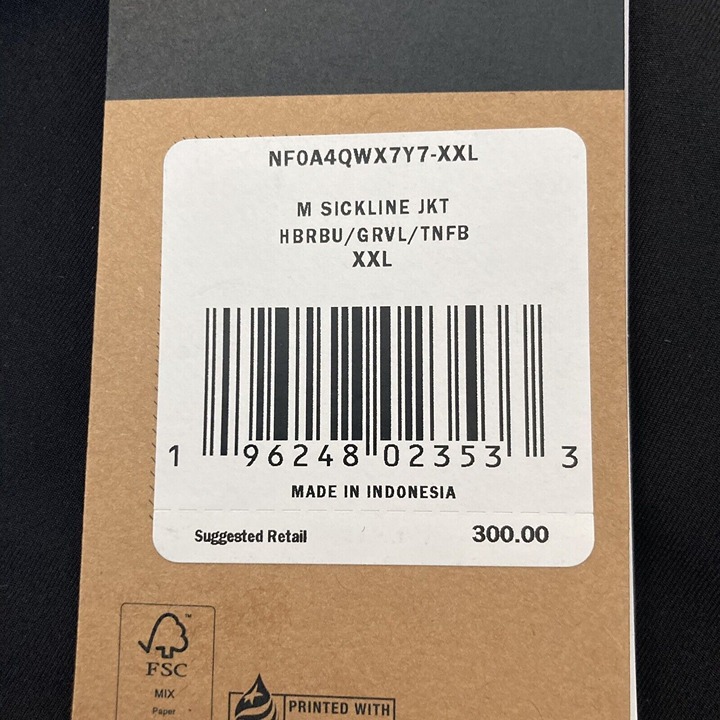 NF0A4QWX7Y7-XXL
M SICKLINE JKT
HBRBU/GRVL/TNFB
XXL
1 96248 02353 3
MADE IN INDONESIA
Suggested Retail 300.00
FSC
MIX
Paper
PRINTED WITH